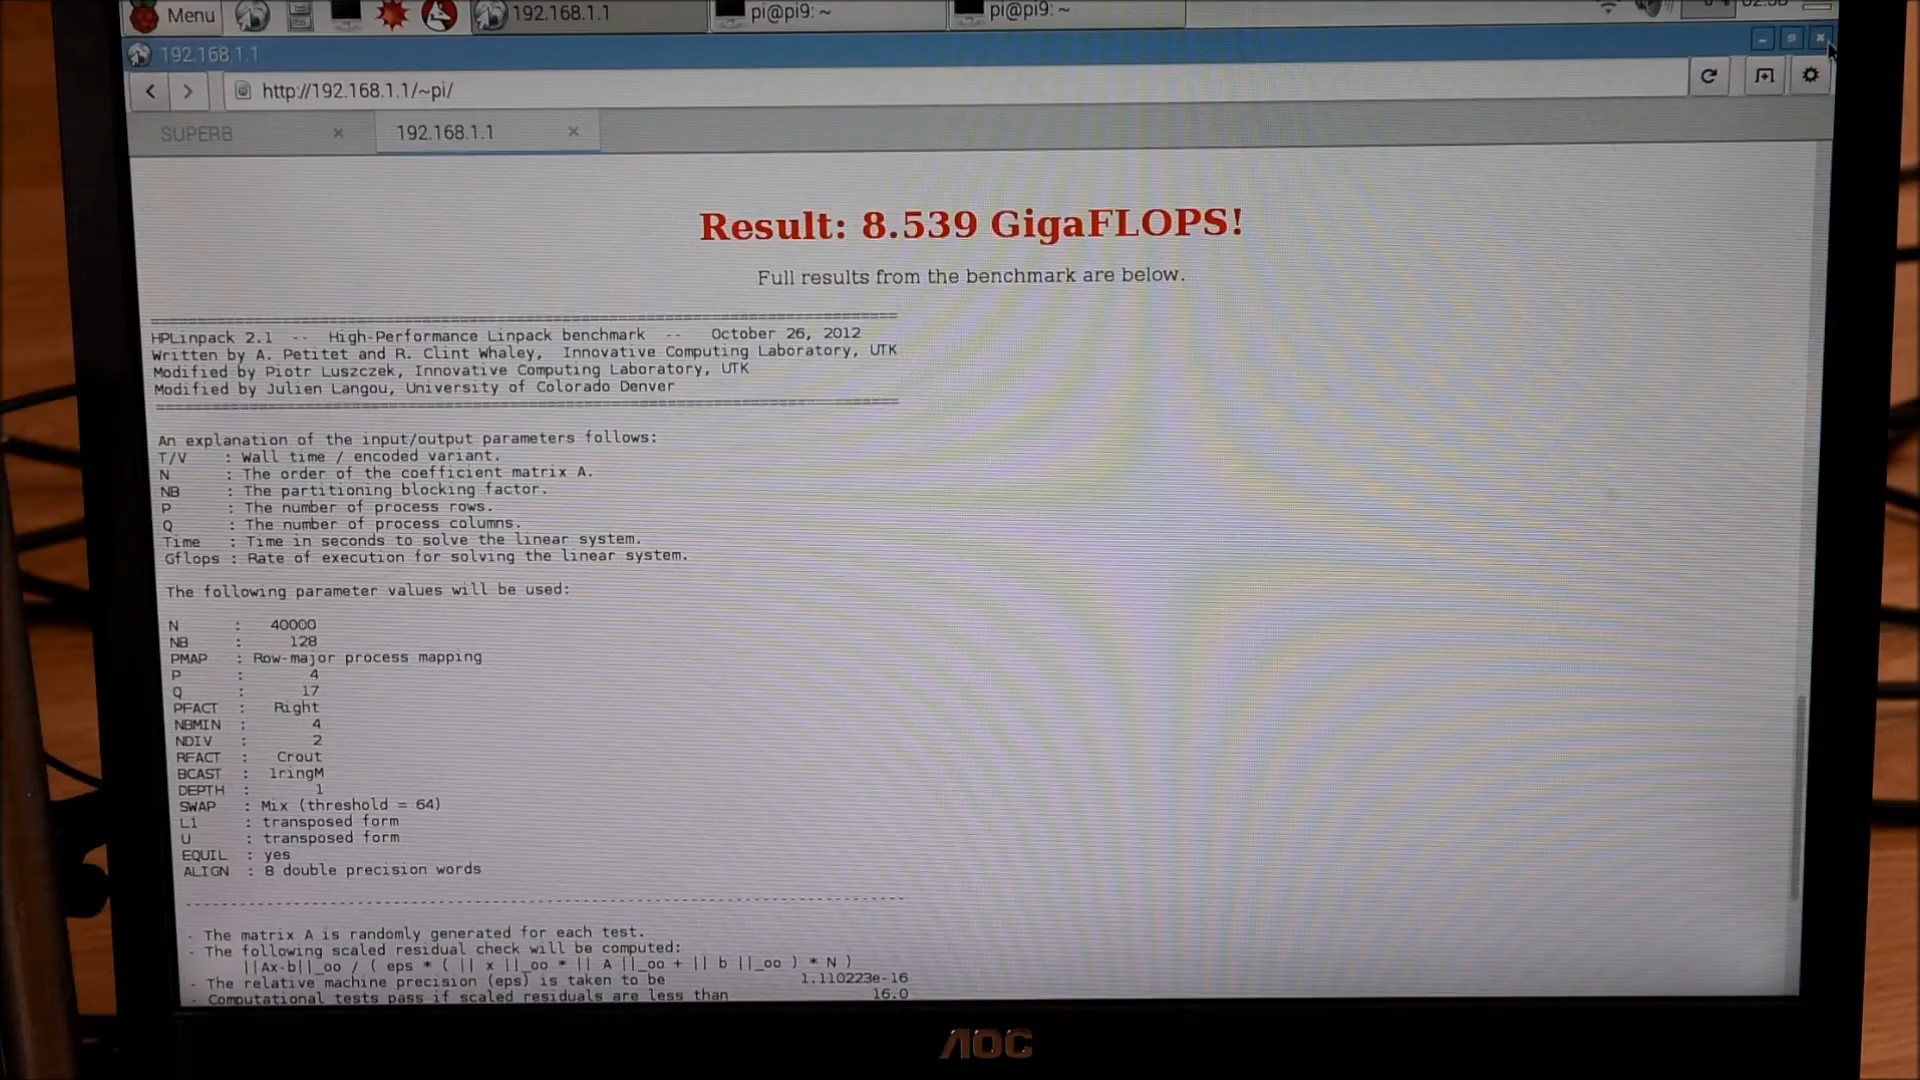 Menu 192.168.1.1 pi@pi9: ~ pi@pi9: ~
192.168.1.1
http://192.168.1.1/~pi/
SUPERB 192.168.1.1
Result: 8.539 GigaFLOPS!
Full results from the benchmark are below.
================================================================================
HPLinpack 2.1 -- High-Performance Linpack benchmark -- October 26, 2012
Written by A. Petitet and R. Clint Whaley, Innovative Computing Laboratory, UTK
Modified by Piotr Luszczek, Innovative Computing Laboratory, UTK
Modified by Julien Langou, University of Colorado Denver
================================================================================
An explanation of the input/output parameters follows:
T/V : Wall time / encoded variant.
N : The order of the coefficient matrix A.
NB : The partitioning blocking factor.
P : The number of process rows.
Q : The number of process columns.
Time : Time in seconds to solve the linear system.
Gflops : Rate of execution for solving the linear system.
The following parameter values will be used:
N : 40000
NB : 128
PMAP : Row-major process mapping
P : 4
Q : 17
PFACT : Right
NBMIN : 4
NDIV : 2
RFACT : Crout
BCAST : 1ringM
DEPTH : 1
SWAP : Mix (threshold = 64)
L1 : transposed form
U : transposed form
EQUIL : yes
ALIGN : 8 double precision words
--------------------------------------------------------------------------------
- The matrix A is randomly generated for each test.
- The following scaled residual check will be computed:
||Ax-b||_oo / ( eps * ( || x ||_oo * || A ||_oo + || b ||_oo ) * N )
- The relative machine precision (eps) is taken to be 1.110223e-16
- Computational tests pass if scaled residuals are less than 16.0
AOC